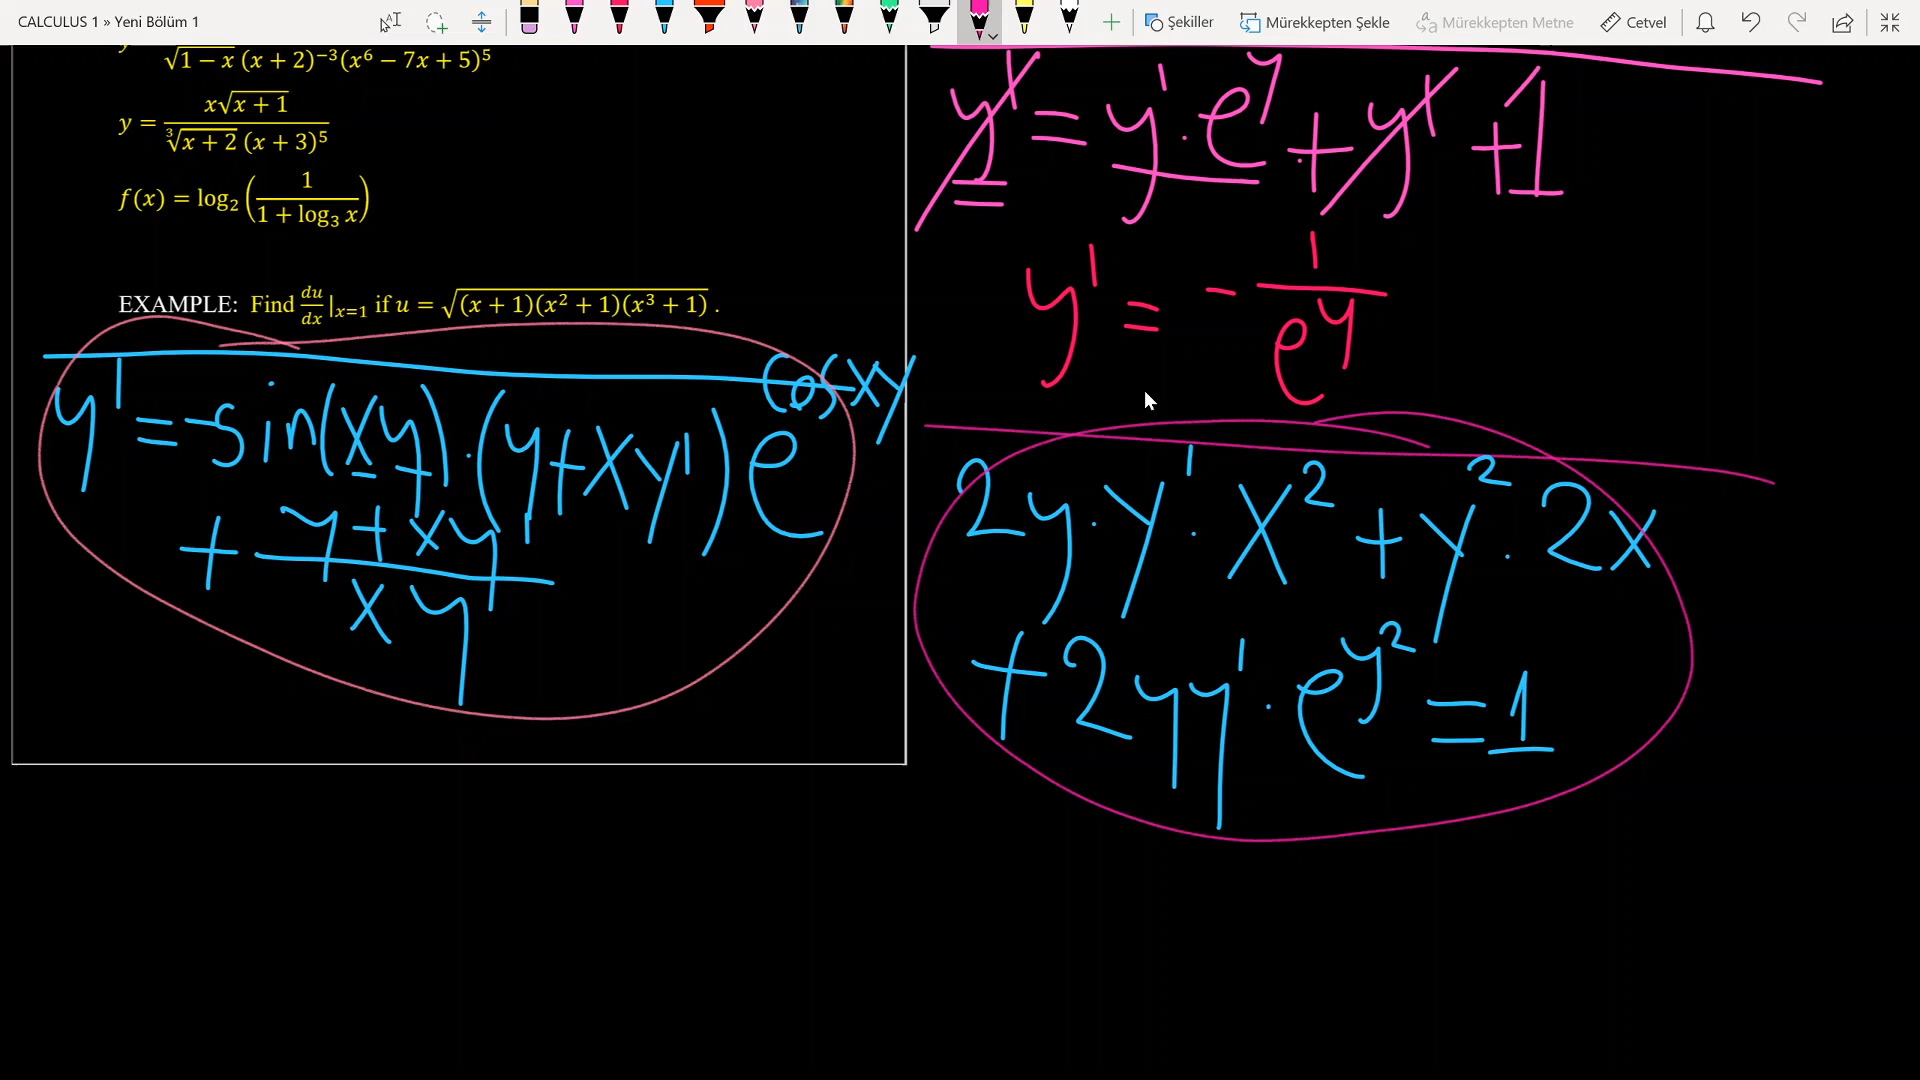 CALCULUS 1 » Yeni Bölüm 1
Şekiller
Mürekkepten Şekle
Mürekkepten Metne
Cetvel
√(1 − x) (x + 2)⁻³(x⁶ − 7x + 5)⁵
y = x√(x + 1) / ∛(x + 2) (x + 3)⁵
f(x) = log₂ (1 / (1 + log₃ x))
EXAMPLE: Find du/dx |ₓ₌₁ if u = √((x + 1)(x² + 1)(x³ + 1)) .
y' = -sin(xy) · (y + xy') e^(cos xy)
+ (y + xy') / xy
y' = y' · e^y + y' + 1
y' = - 1 / e^y
2y · y' · x² + y² · 2x
+ 2yy' · e^(y²) = 1